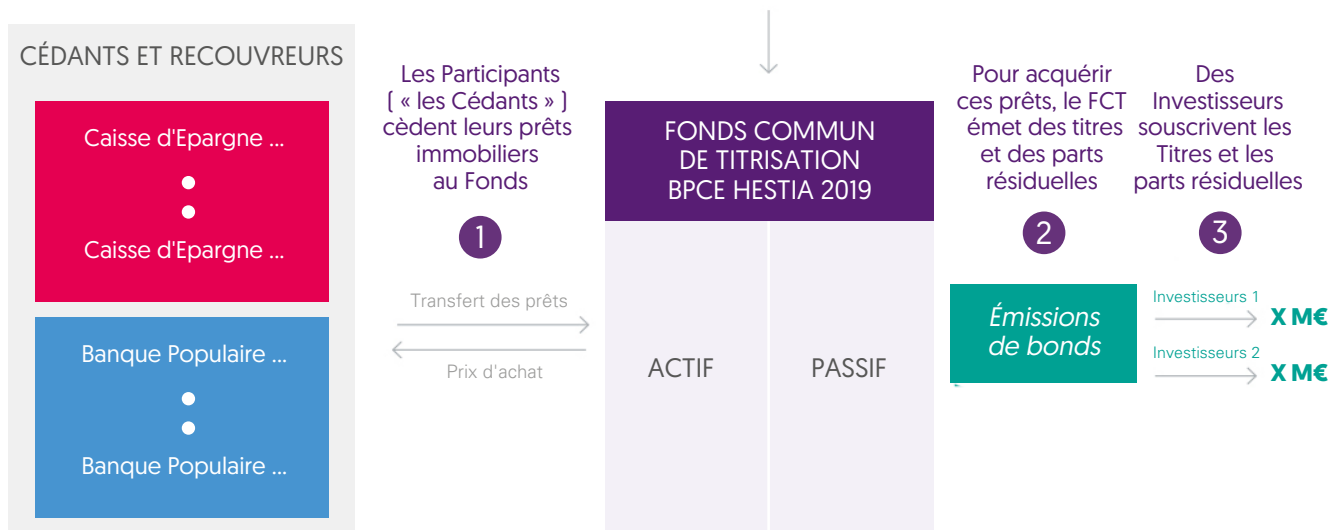 CÉDANTS ET RECOUVREURS
Caisse d'Epargne ...
Caisse d'Epargne ...
Banque Populaire ...
Banque Populaire ...
Les Participants
( « les Cédants » )
cèdent leurs prêts
immobiliers
au Fonds
1
Transfert des prêts
Prix d'achat
FONDS COMMUN
DE TITRISATION
BPCE HESTIA 2019
ACTIF
PASSIF
Pour acquérir
ces prêts, le FCT
émet des titres
et des parts
résiduelles
2
Émissions
de bonds
Des
Investisseurs
souscrivent les
Titres et les
parts résiduelles
3
Investisseurs 1
X M€
Investisseurs 2
X M€